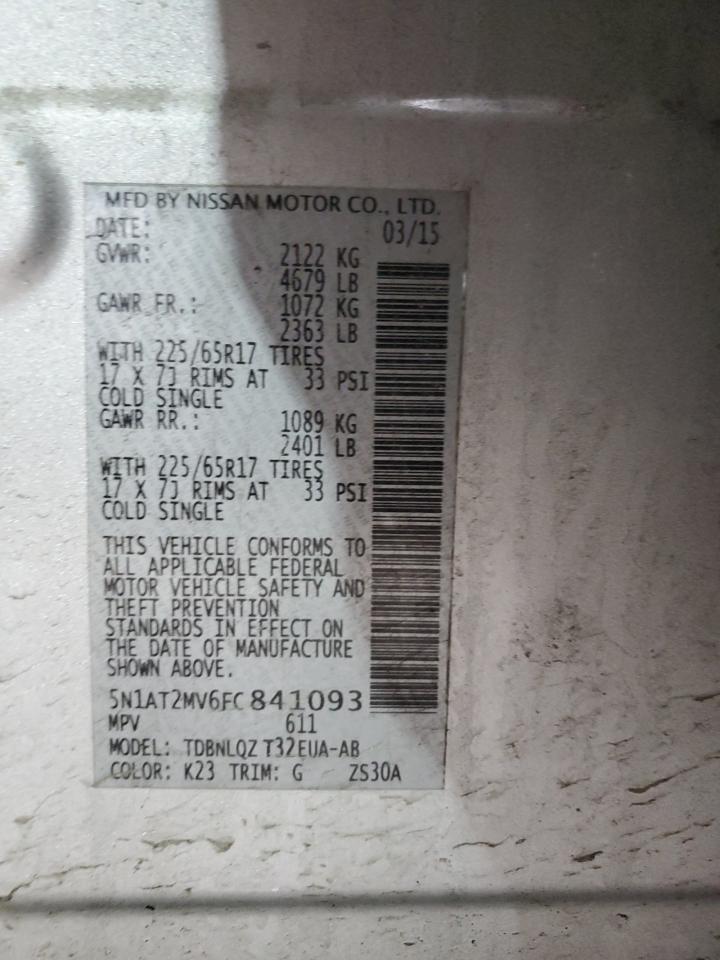 MFD BY NISSAN MOTOR CO., LTD.
DATE: 03/15
GVWR: 2122 KG
4679 LB
GAWR FR.: 1072 KG
2363 LB
WITH 225/65R17 TIRES
17 X 7J RIMS AT 33 PSI
COLD SINGLE
GAWR RR.: 1089 KG
2401 LB
WITH 225/65R17 TIRES
17 X 7J RIMS AT 33 PSI
COLD SINGLE
THIS VEHICLE CONFORMS TO
ALL APPLICABLE FEDERAL
MOTOR VEHICLE SAFETY AND
THEFT PREVENTION
STANDARDS IN EFFECT ON
THE DATE OF MANUFACTURE
SHOWN ABOVE.
5N1AT2MV6FC841093
MPV 611
MODEL: TDBNLQZ T32EUA-AB
COLOR: K23 TRIM: G ZS30A